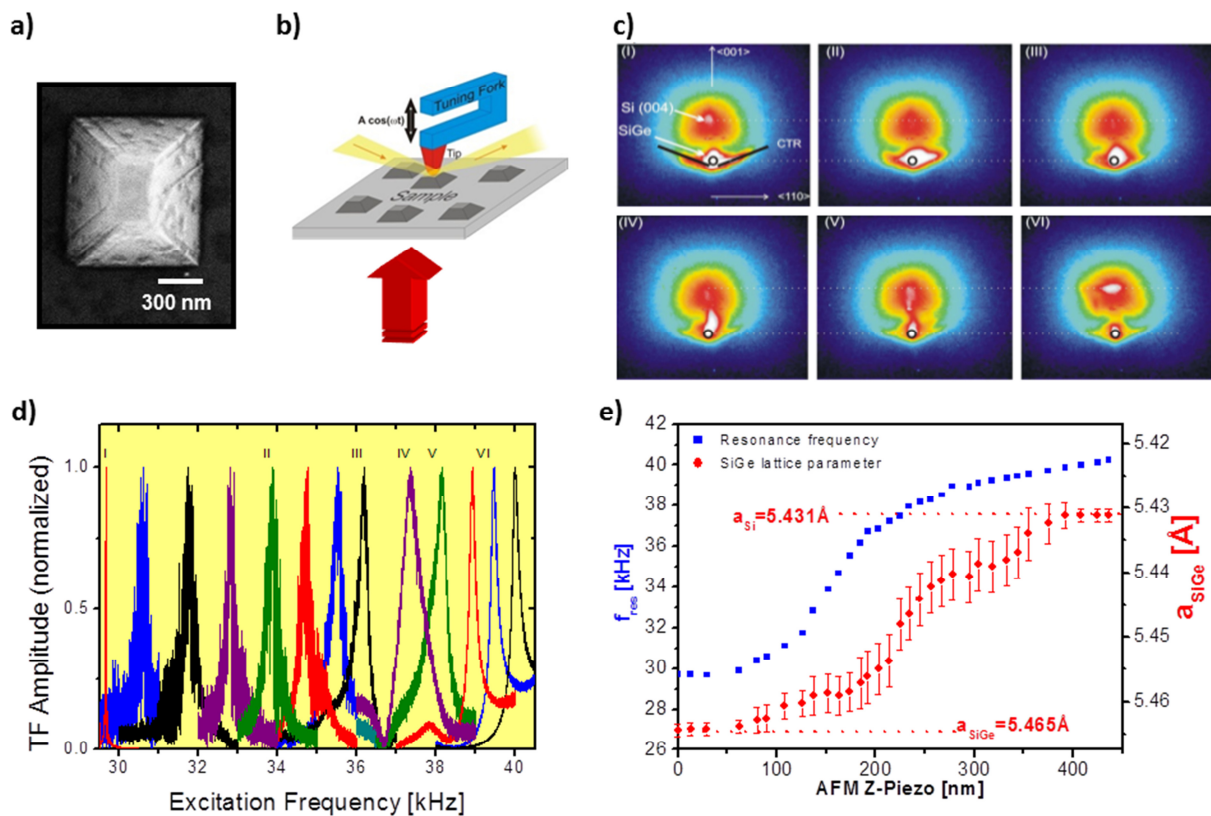 a)
300 nm
b)
Tuning Fork
A cos(ωt)
Tip
Sample
c)
(I)
<001>
Si (004)
SiGe
CTR
<110>
(II)
(III)
(IV)
(V)
(VI)
d)
I II III IV V VI
1.0
0.5
0.0
TF Amplitude (normalized)
30 32 34 36 38 40
Excitation Frequency [kHz]
e)
42
40
38
36
34
32
30
28
26
f_res [kHz]
Resonance frequency
SiGe lattice parameter
a_Si=5.431Å
a_SiGe=5.465Å
5.42
5.43
5.44
5.45
5.46
a_SiGe [Å]
0 100 200 300 400
AFM Z-Piezo [nm]